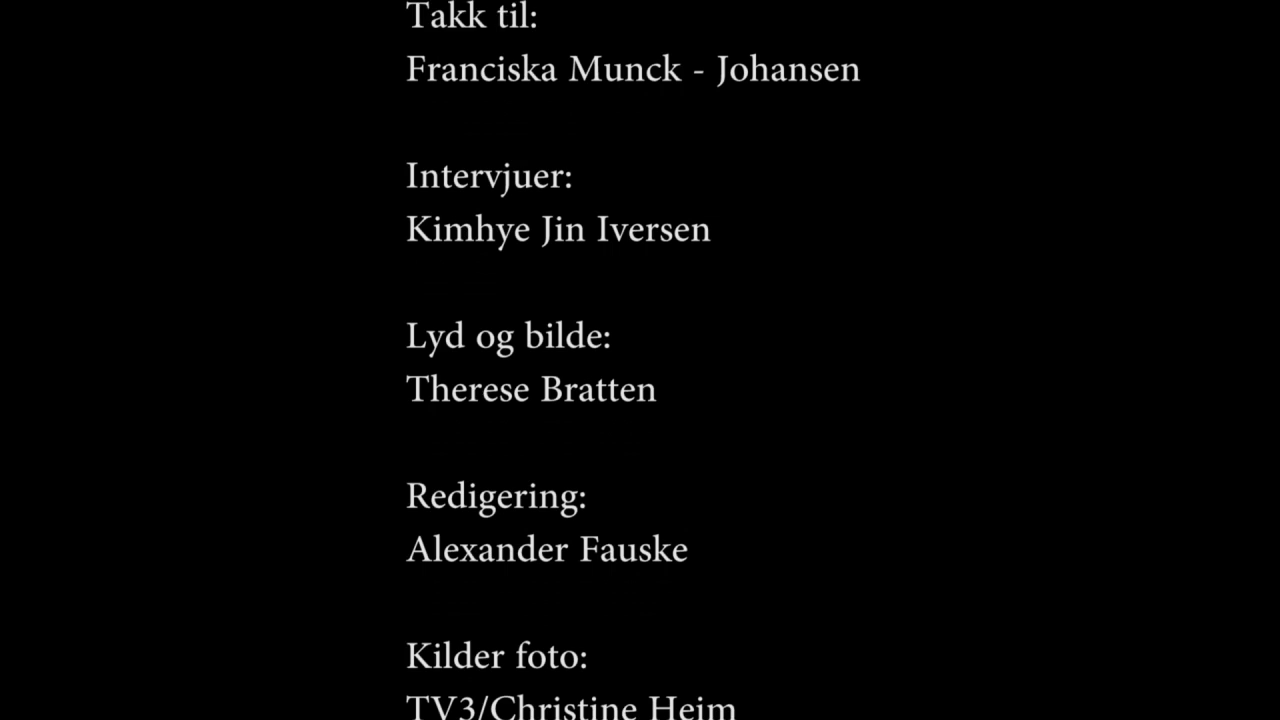 Takk til:
Franciska Munck - Johansen
Intervjuer:
Kimhye Jin Iversen
Lyd og bilde:
Therese Bratten
Redigering:
Alexander Fauske
Kilder foto:
TV3/Christine Heim